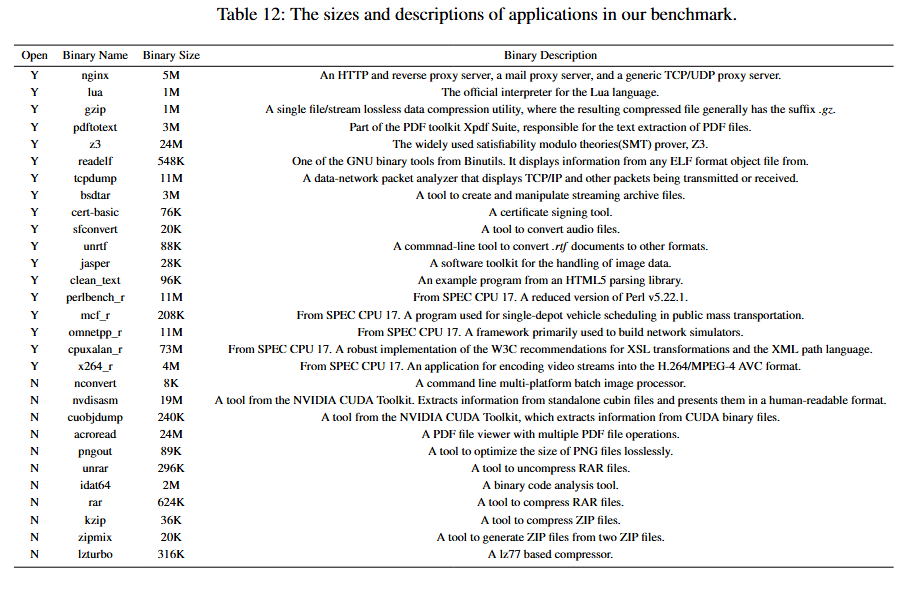 Table 12: The sizes and descriptions of applications in our benchmark.
Open Binary Name Binary Size Binary Description
Y nginx 5M An HTTP and reverse proxy server, a mail proxy server, and a generic TCP/UDP proxy server.
Y lua 1M The official interpreter for the Lua language.
Y gzip 1M A single file/stream lossless data compression utility, where the resulting compressed file generally has the suffix .gz.
Y pdftotext 3M Part of the PDF toolkit Xpdf Suite, responsible for the text extraction of PDF files.
Y z3 24M The widely used satisfiability modulo theories(SMT) prover, Z3.
Y readelf 548K One of the GNU binary tools from Binutils. It displays information from any ELF format object file from.
Y tcpdump 11M A data-network packet analyzer that displays TCP/IP and other packets being transmitted or received.
Y bsdtar 3M A tool to create and manipulate streaming archive files.
Y cert-basic 76K A certificate signing tool.
Y sfconvert 20K A tool to convert audio files.
Y unrtf 88K A commnad-line tool to convert .rtf documents to other formats.
Y jasper 28K A software toolkit for the handling of image data.
Y clean_text 96K An example program from an HTML5 parsing library.
Y perlbench_r 11M From SPEC CPU 17. A reduced version of Perl v5.22.1.
Y mcf_r 208K From SPEC CPU 17. A program used for single-depot vehicle scheduling in public mass transportation.
Y omnetpp_r 11M From SPEC CPU 17. A framework primarily used to build network simulators.
Y cpuxalan_r 73M From SPEC CPU 17. A robust implementation of the W3C recommendations for XSL transformations and the XML path language.
Y x264_r 4M From SPEC CPU 17. An application for encoding video streams into the H.264/MPEG-4 AVC format.
N nconvert 8K A command line multi-platform batch image processor.
N nvdisasm 19M A tool from the NVIDIA CUDA Toolkit. Extracts information from standalone cubin files and presents them in a human-readable format.
N cuobjdump 240K A tool from the NVIDIA CUDA Toolkit, which extracts information from CUDA binary files.
N acroread 24M A PDF file viewer with multiple PDF file operations.
N pngout 89K A tool to optimize the size of PNG files losslessly.
N unrar 296K A tool to uncompress RAR files.
N idat64 2M A binary code analysis tool.
N rar 624K A tool to compress RAR files.
N kzip 36K A tool to compress ZIP files.
N zipmix 20K A tool to generate ZIP files from two ZIP files.
N lzturbo 316K A lz77 based compressor.